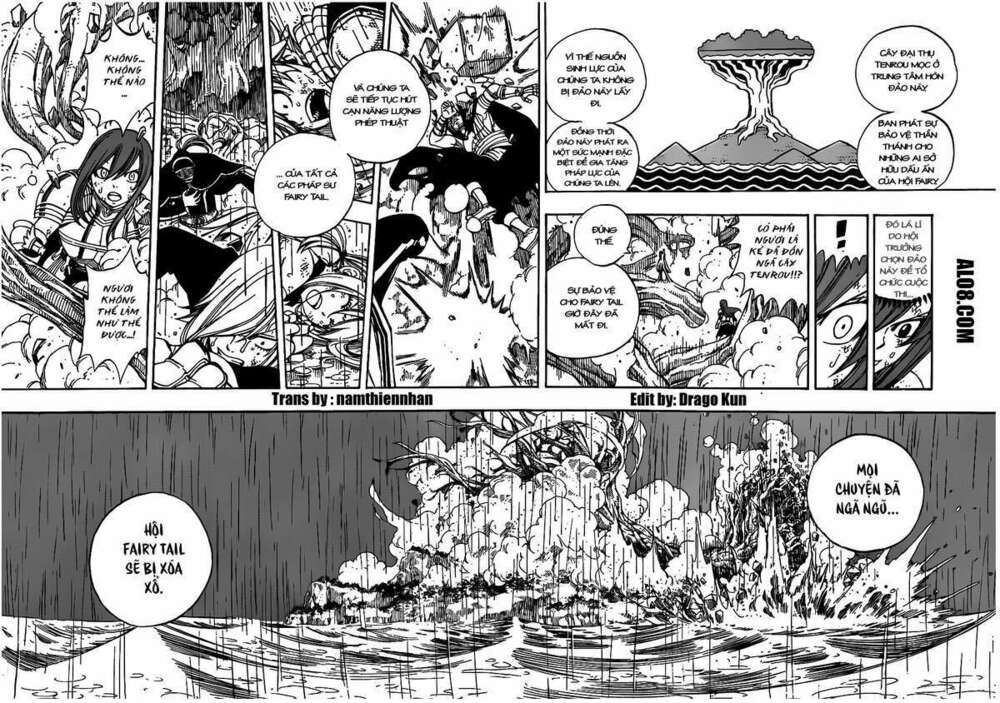 CÂY ĐẠI THỤ
TENROU MỌC Ở
TRUNG TÂM HÒN
ĐẢO NÀY
BAN PHÁT SỰ
BẢO VỆ THẦN
THÁNH CHO
NHỮNG AI SỞ
HỮU DẤU ẤN
CỦA HỘI FAIRY.
VÌ THẾ NGUỒN
SINH LỰC CỦA
CHÚNG TA KHÔNG
BỊ ĐẢO NÀY LẤY
ĐI.
ĐỒNG THỜI
ĐẢO NÀY PHÁT RA
MỘT SỨC MẠNH ĐẶC
BIỆT ĐỂ GIA TĂNG
PHÁP LỰC CỦA
CHÚNG TA LÊN.
ĐÓ LÀ LÍ
DO HỘI
TRƯỞNG
CHỌN ĐẢO
NÀY ĐỂ TỔ
CHỨC CUỘC
THI...
!
CÓ PHẢI
NGƯƠI LÀ
KẺ ĐÃ ĐỐN
NGÃ CÂY
TENROU!!?
ĐÚNG
THẾ.
SỰ BẢO VỆ
CHO FAIRY TAIL
GIỜ ĐÂY ĐÃ
MẤT ĐI.
VÀ CHÚNG TA
SẼ TIẾP TỤC HÚT
CẠN NĂNG LƯỢNG
PHÉP THUẬT
... CỦA TẤT CẢ
CÁC PHÁP SƯ
FAIRY TAIL.
KHÔNG...
KHÔNG
THỂ NÀO
...
NGƯƠI
KHÔNG
THỂ LÀM
NHƯ THẾ
ĐƯỢC...!
AL08.COM
Trans by : namthiennhan
Edit by: Drago Kun
MỌI
CHUYỆN ĐÃ
NGÃ NGŨ...
HỘI
FAIRY TAIL
SẼ BỊ XÓA
XỔ.